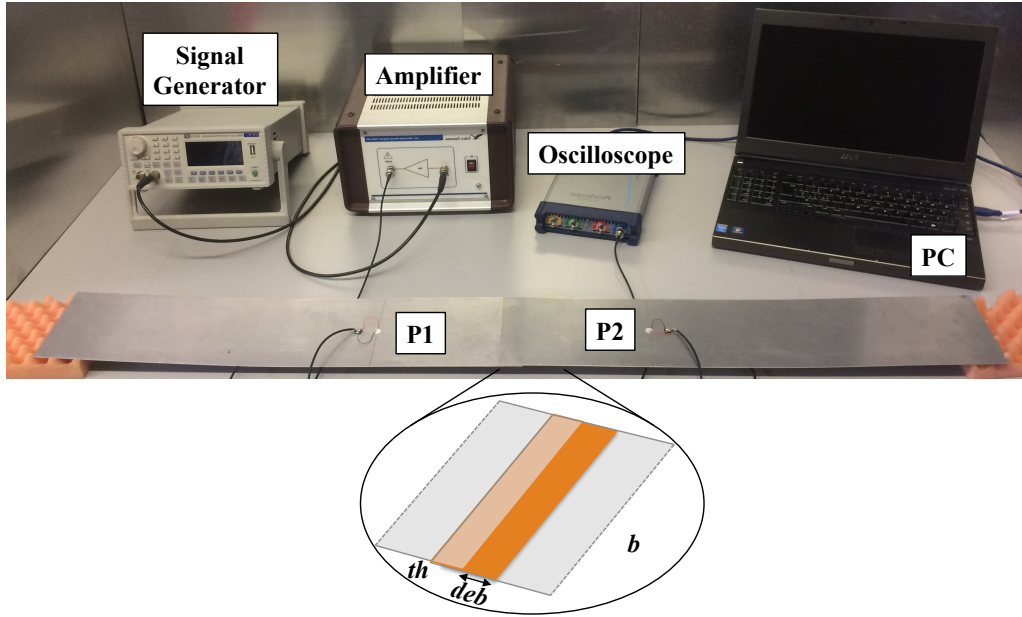 Signal
Generator
Amplifier
Oscilloscope
PC
P1
P2
b
th
deb